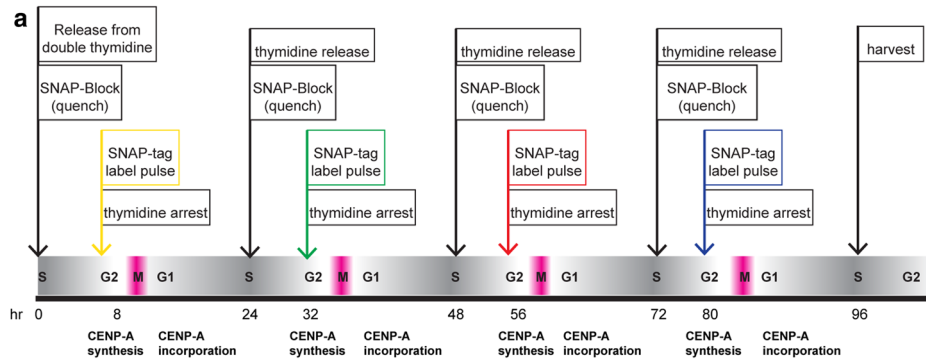 a
Release from
double thymidine
thymidine release
thymidine release
thymidine release
harvest
SNAP-Block
(quench)
SNAP-Block
(quench)
SNAP-Block
(quench)
SNAP-Block
(quench)
SNAP-tag
label pulse
SNAP-tag
label pulse
SNAP-tag
label pulse
SNAP-tag
label pulse
thymidine arrest
thymidine arrest
thymidine arrest
thymidine arrest
S G2 M G1 S G2 M G1 S G2 M G1 S G2 M G1 S G2
hr 0 8 24 32 48 56 72 80 96
CENP-A
synthesis
CENP-A
incorporation
CENP-A
synthesis
CENP-A
incorporation
CENP-A
synthesis
CENP-A
incorporation
CENP-A
synthesis
CENP-A
incorporation